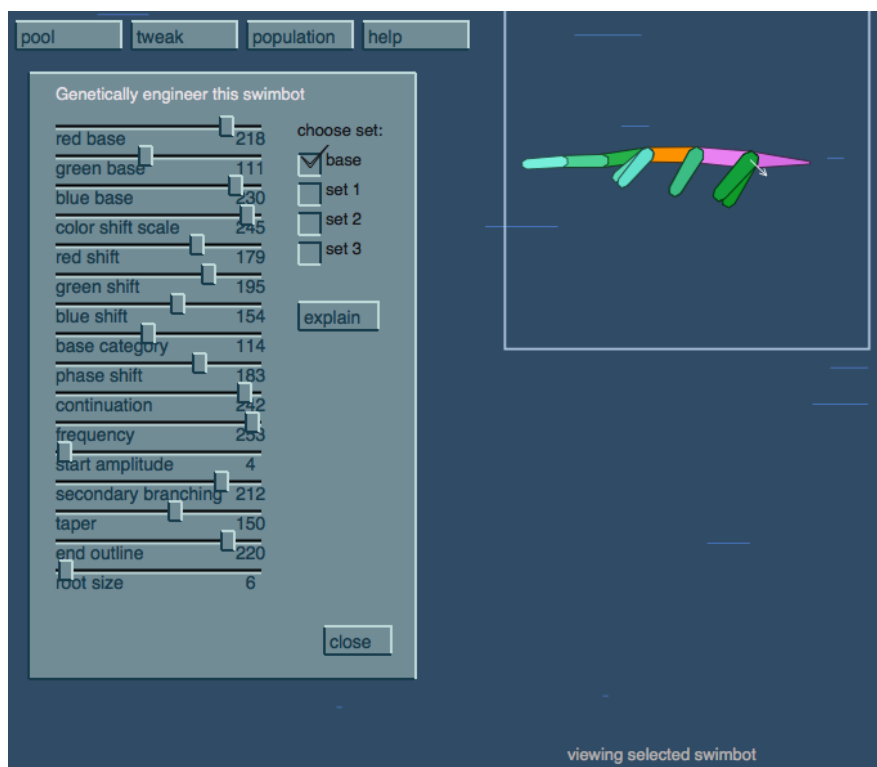 pool tweak population help
Genetically engineer this swimbot
choose set:
red base 218
base
green base 111
set 1
blue base 230
set 2
color shift scale 245
set 3
red shift 179
green shift 195
explain
blue shift 154
base category 114
phase shift 183
continuation 242
frequency 253
start amplitude 4
secondary branching 212
taper 150
end outline 220
root size 6
close
viewing selected swimbot